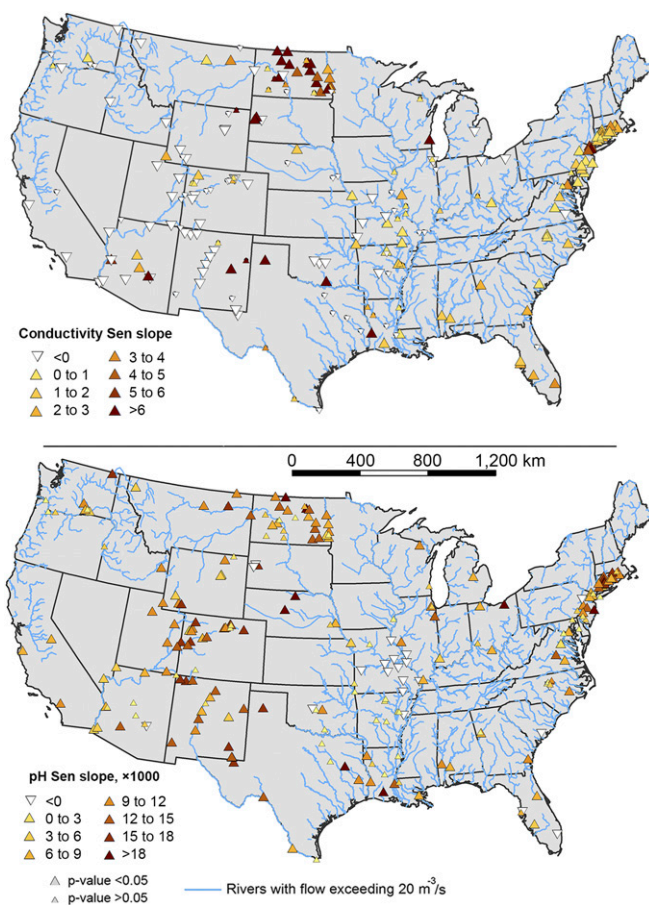 Conductivity Sen slope
<0 3 to 4
0 to 1 4 to 5
1 to 2 5 to 6
2 to 3 >6
0 400 800 1,200 km
pH Sen slope, ×1000
<0 9 to 12
0 to 3 12 to 15
3 to 6 15 to 18
6 to 9 >18
p-value <0.05
p-value >0.05 Rivers with flow exceeding 20 m⁻³/s